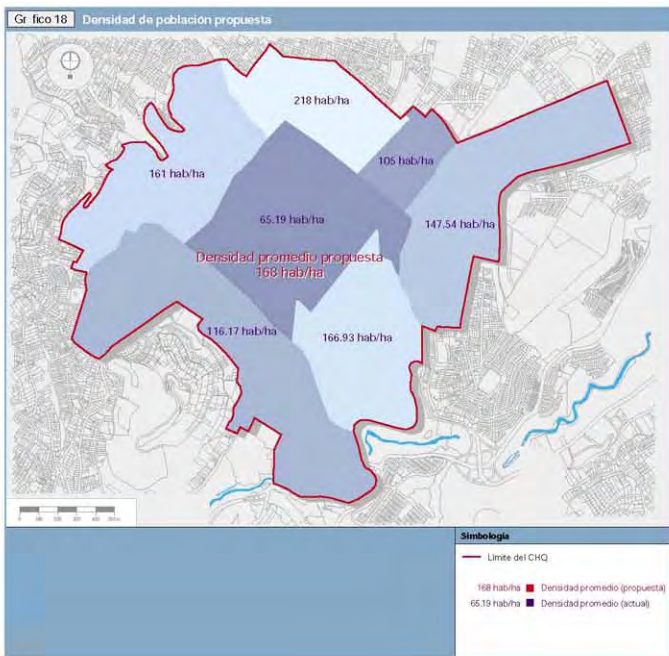 Gr fico 18 Densidad de población propuesta
218 hab/ha
105 hab/ha
161 hab/ha
65.19 hab/ha
147.54 hab/ha
Densidad promedio propuesta
168 hab/ha
116.17 hab/ha
166.93 hab/ha
Simbología
Límite del CHQ
168 hab/ha Densidad promedio (propuesta)
65.19 hab/ha Densidad promedio (actual)